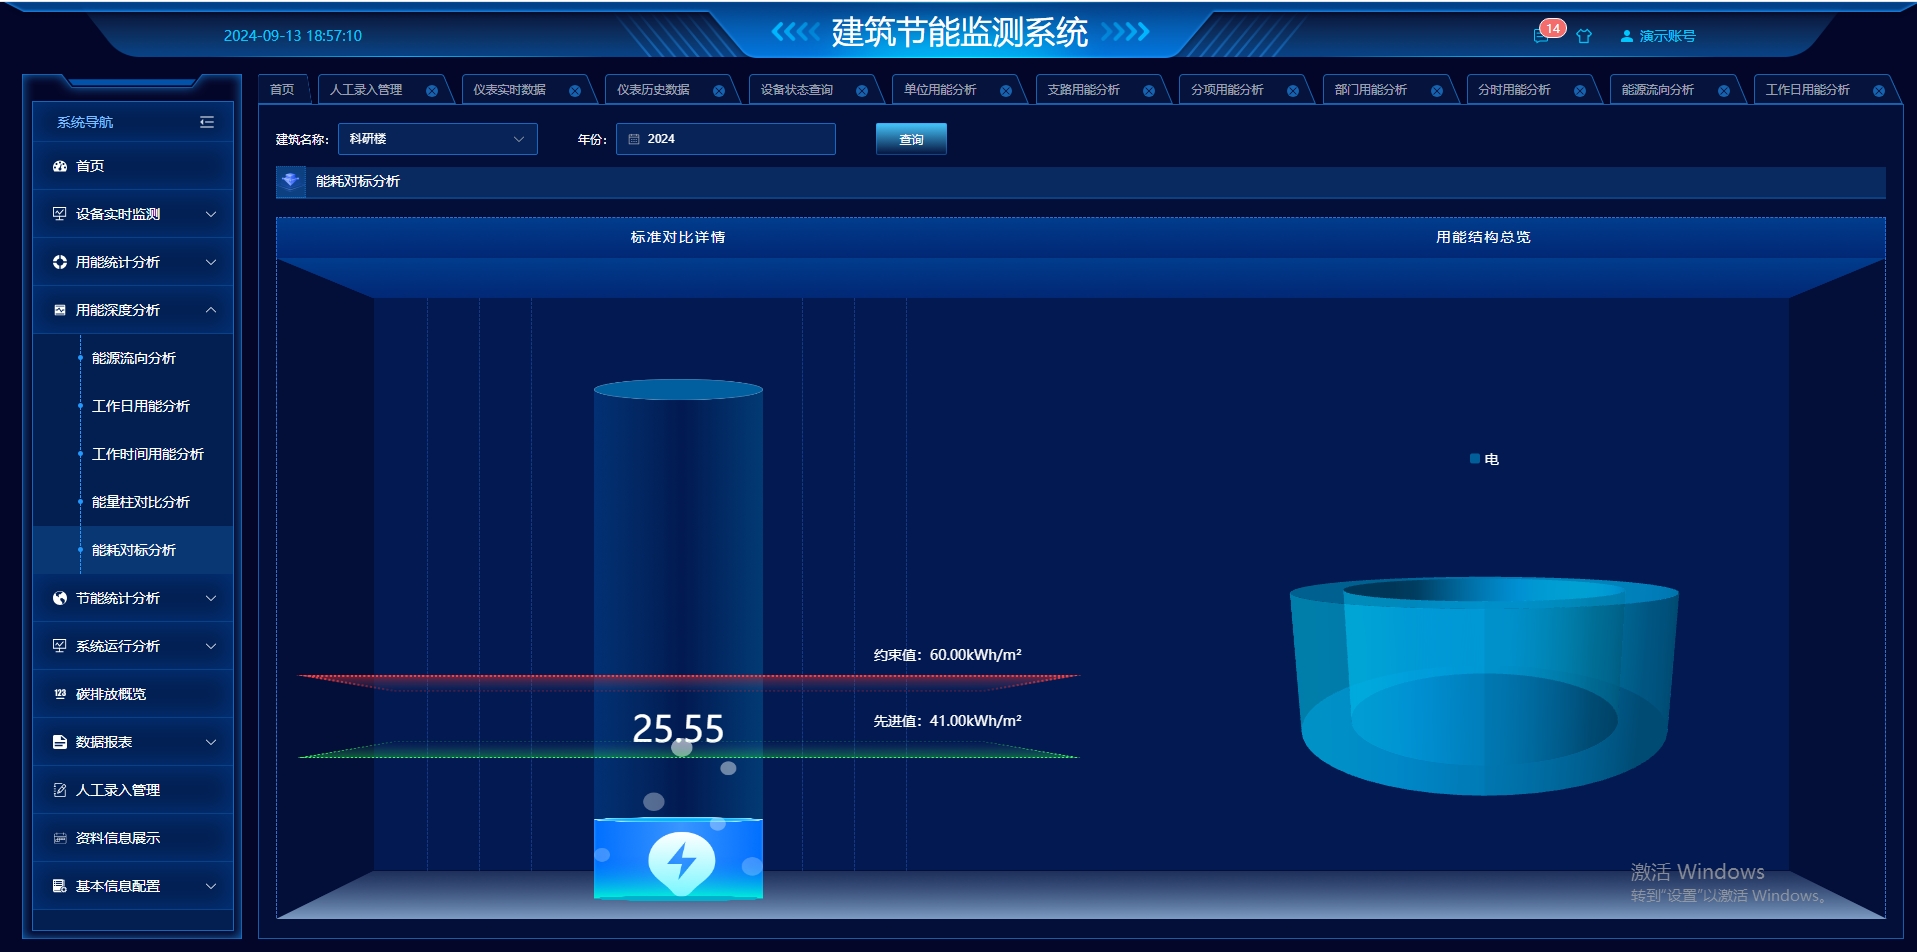 2024-09-13 18:57:10
建筑节能监测系统
14
演示账号
首页
人工录入管理
仪表实时数据
仪表历史数据
设备状态查询
单位用能分析
支路用能分析
分项用能分析
部门用能分析
分时用能分析
能源流向分析
工作日用能分析
系统导航
首页
设备实时监测
用能统计分析
用能深度分析
能源流向分析
工作日用能分析
工作时间用能分析
能量柱对比分析
能耗对标分析
节能统计分析
系统运行分析
123 碳排放概览
数据报表
人工录入管理
资料信息展示
基本信息配置
建筑名称: 科研楼
年份: 2024
查询
能耗对标分析
标准对比详情
用能结构总览
约束值: 60.00kWh/m²
先进值: 41.00kWh/m²
25.55
电
激活 Windows
转到"设置"以激活 Windows。